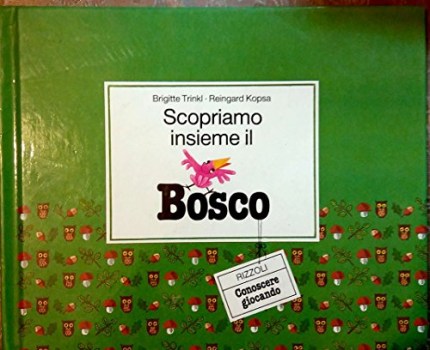 Brigitte Trinkl · Reingard Kopsa
Scopriamo
insieme il
Bosco
RIZZOLI
Conoscere
giocando